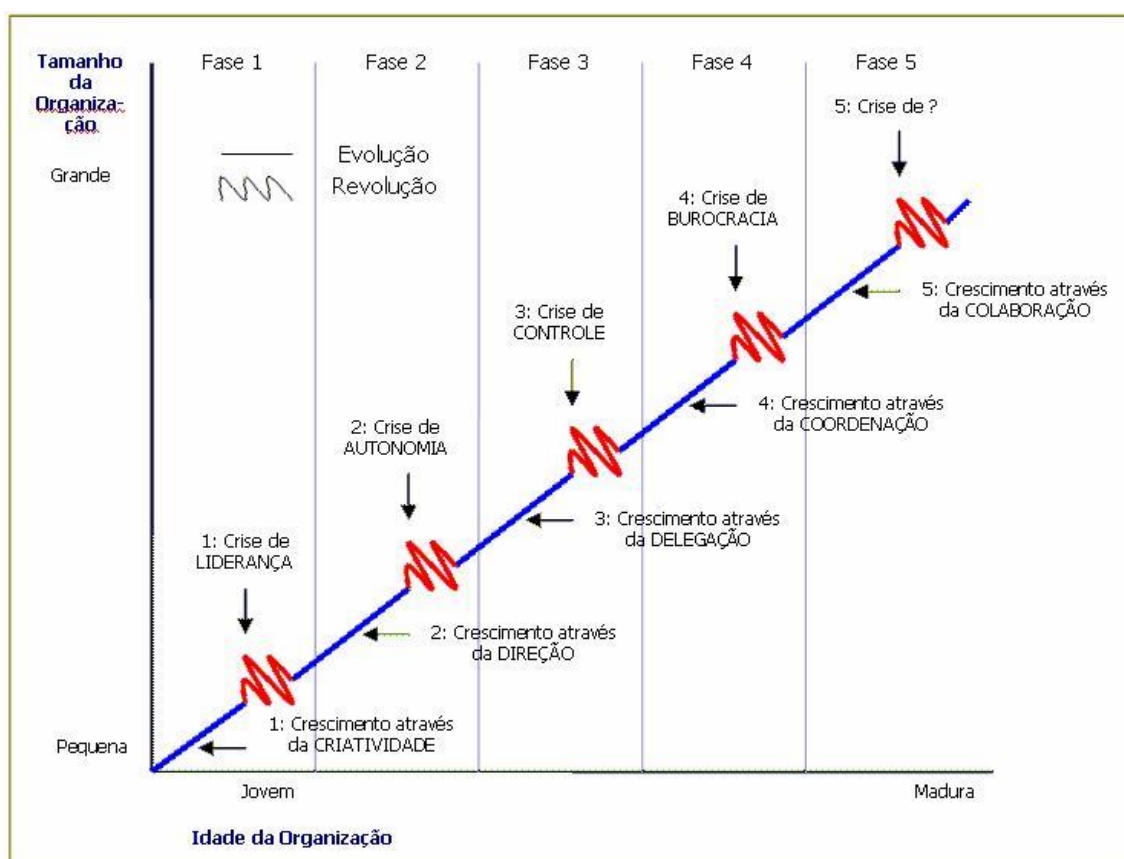 Tamanho
da
Organiza-
ção
Fase 1
Fase 2
Fase 3
Fase 4
Fase 5
5: Crise de ?
Grande
Evolução
Revolução
4: Crise de
BUROCRACIA
5: Crescimento através
da COLABORAÇÃO
3: Crise de
CONTROLE
4: Crescimento através
da COORDENAÇÃO
2: Crise de
AUTONOMIA
3: Crescimento através
da DELEGAÇÃO
1: Crise de
LIDERANÇA
2: Crescimento através
da DIREÇÃO
1: Crescimento através
da CRIATIVIDADE
Pequena
Jovem
Madura
Idade da Organização